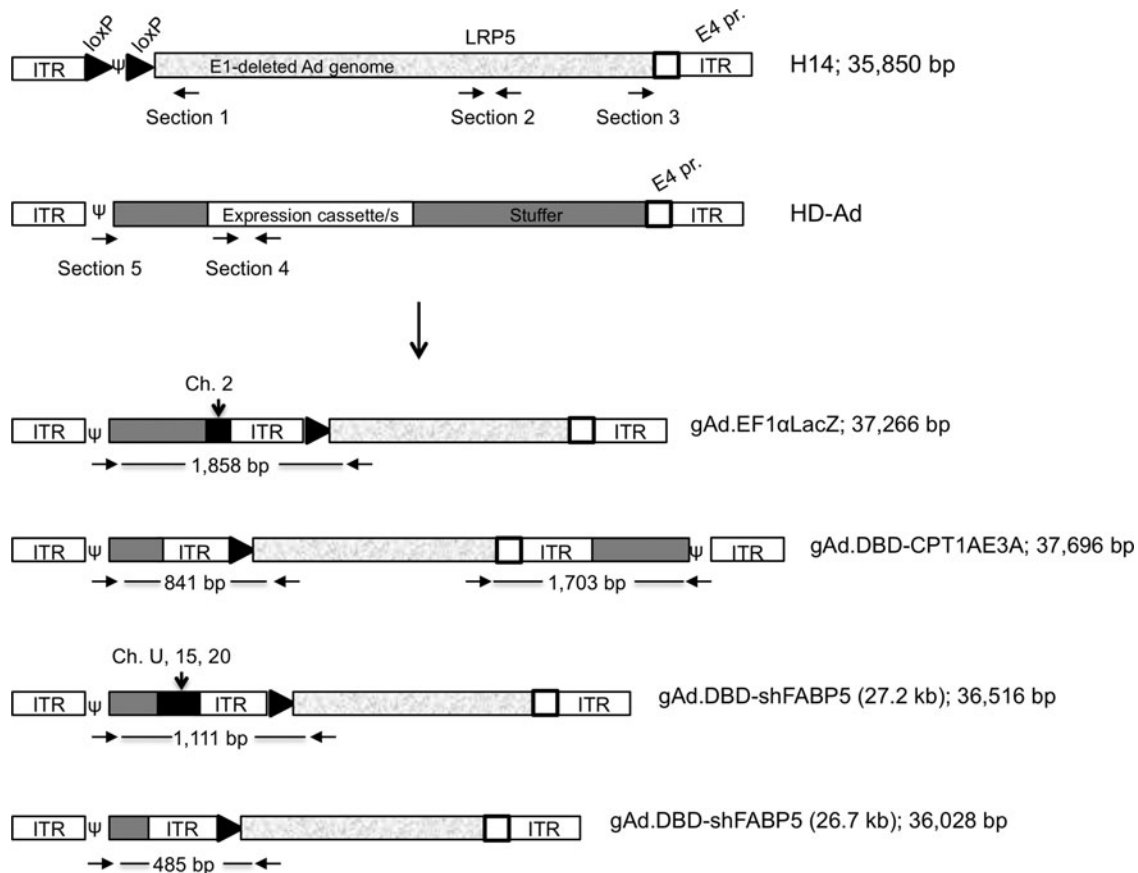 loxP loxP LRP5 E4 pr.
ITR ψ E1-deleted Ad genome ITR H14; 35,850 bp
Section 1 Section 2 Section 3
E4 pr.
ITR ψ Expression cassette/s Stuffer ITR HD-Ad
Section 5 Section 4
Ch. 2
ITR ψ ITR ITR gAd.EF1αLacZ; 37,266 bp
1,858 bp
ITR ψ ITR ITR ψ ITR gAd.DBD-CPT1AE3A; 37,696 bp
841 bp 1,703 bp
Ch. U, 15, 20
ITR ψ ITR ITR gAd.DBD-shFABP5 (27.2 kb); 36,516 bp
1,111 bp
ITR ψ ITR ITR gAd.DBD-shFABP5 (26.7 kb); 36,028 bp
485 bp